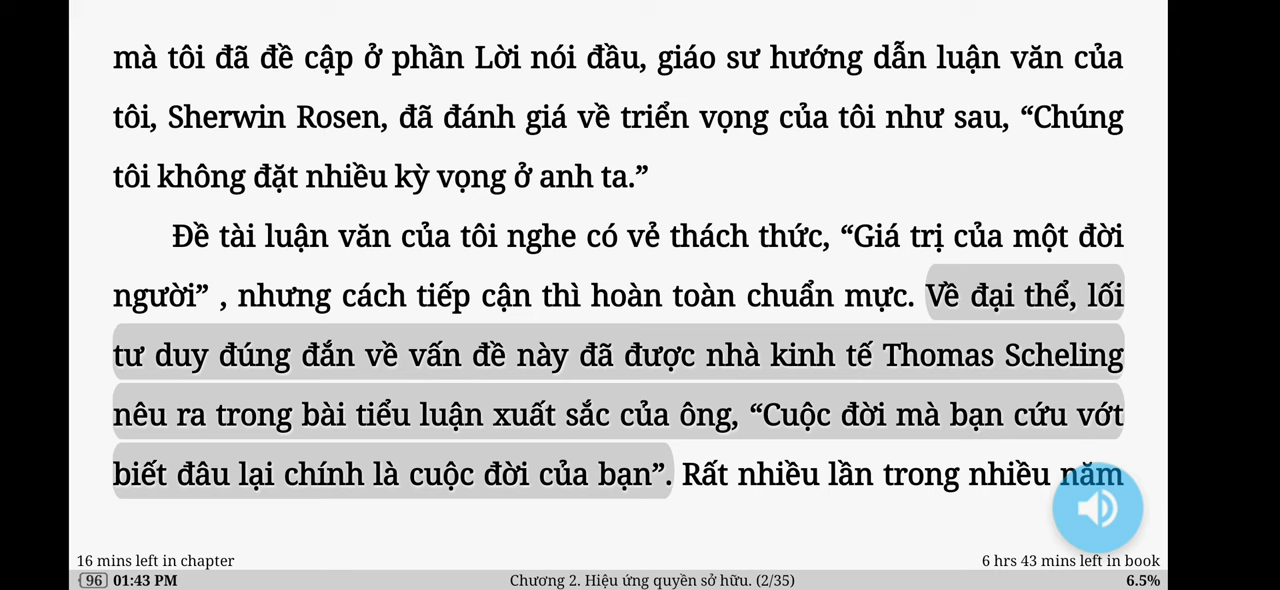 mà tôi đã đề cập ở phần Lời nói đầu, giáo sư hướng dẫn luận văn của
tôi, Sherwin Rosen, đã đánh giá về triển vọng của tôi như sau, “Chúng
tôi không đặt nhiều kỳ vọng ở anh ta.”
Đề tài luận văn của tôi nghe có vẻ thách thức, “Giá trị của một đời
người” , nhưng cách tiếp cận thì hoàn toàn chuẩn mực. Về đại thể, lối
tư duy đúng đắn về vấn đề này đã được nhà kinh tế Thomas Scheling
nêu ra trong bài tiểu luận xuất sắc của ông, “Cuộc đời mà bạn cứu vớt
biết đâu lại chính là cuộc đời của bạn”. Rất nhiều lần trong nhiều năm
16 mins left in chapter
6 hrs 43 mins left in book
96 01:43 PM
Chương 2. Hiệu ứng quyền sở hữu. (2/35)
6.5%